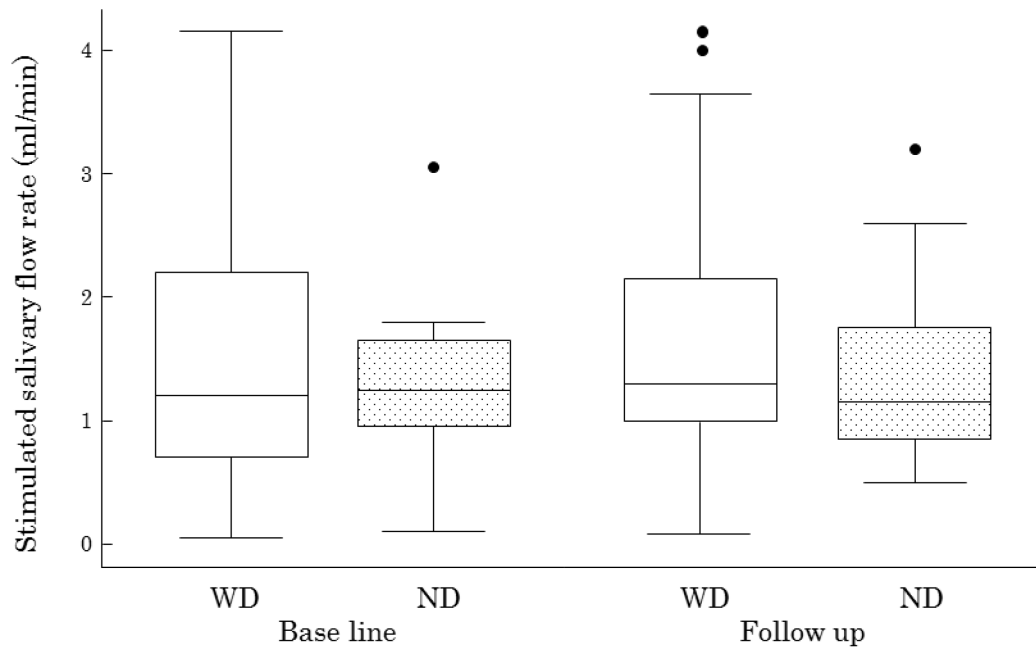 Stimulated salivary flow rate (ml/min)
4
3
2
1
0
WD
ND
WD
ND
Base line
Follow up